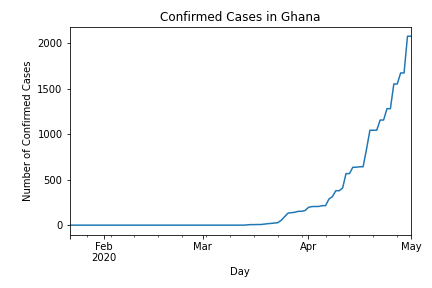 Confirmed Cases in Ghana
Number of Confirmed Cases
2000
1500
1000
500
0
Feb
2020
Mar
Apr
May
Day